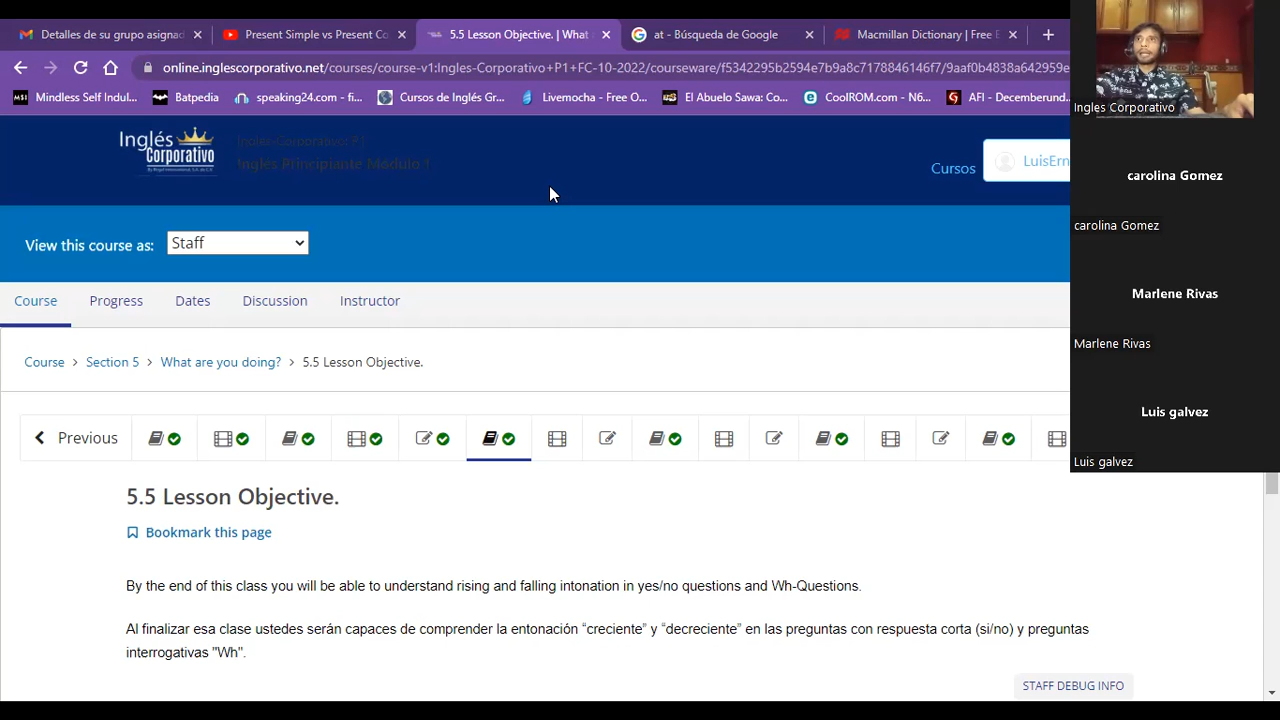 Detalles de su grupo asignad
Present Simple vs Present Co
5.5 Lesson Objective. | What
at - Búsqueda de Google
Macmillan Dictionary | Free E
online.inglescorporativo.net/courses/course-v1:Ingles-Corporativo+P1+FC-10-2022/courseware/f5342295b2594e7b9a8c7178846146f7/9aaf0b4838a642959e
Mindless Self Indul...
Batpedia
speaking24.com - fi...
Cursos de Inglés Gr...
Livemocha - Free O...
El Abuelo Sawa: Co...
CoolROM.com - N6...
AFI - Decemberund...
Inglés
Corporativo
Ingles-Corporativo P1
Inglés Principiante Módulo 1
Cursos
LuisErn
View this course as:
Staff
Course
Progress
Dates
Discussion
Instructor
Course > Section 5 > What are you doing? > 5.5 Lesson Objective.
Previous
5.5 Lesson Objective.
Bookmark this page
By the end of this class you will be able to understand rising and falling intonation in yes/no questions and Wh-Questions.
Al finalizar esa clase ustedes serán capaces de comprender la entonación “creciente” y “decreciente” en las preguntas con respuesta corta (si/no) y preguntas
interrogativas "Wh".
STAFF DEBUG INFO
Ingles Corporativo
carolina Gomez
carolina Gomez
Marlene Rivas
Marlene Rivas
Luis galvez
Luis galvez